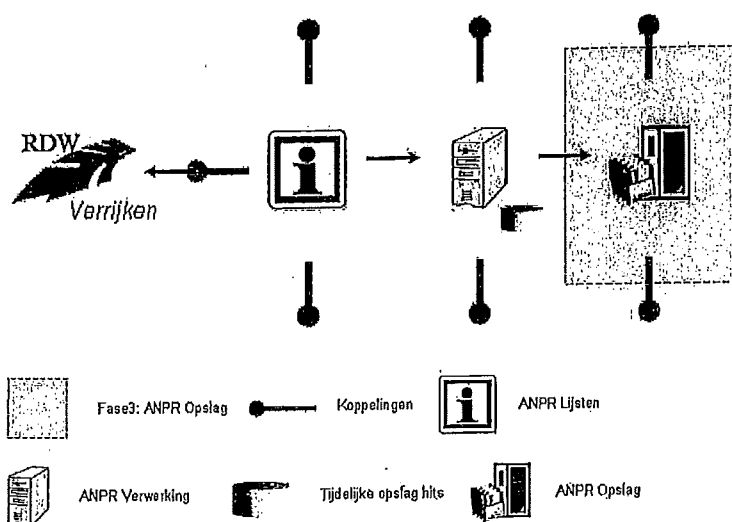 RDW
Verrijken
Fase3: ANPR Opslag
Koppelingen
ANPR Lijsten
ANPR Verwerking
Tijdelijke opslag hits
ANPR Opslag